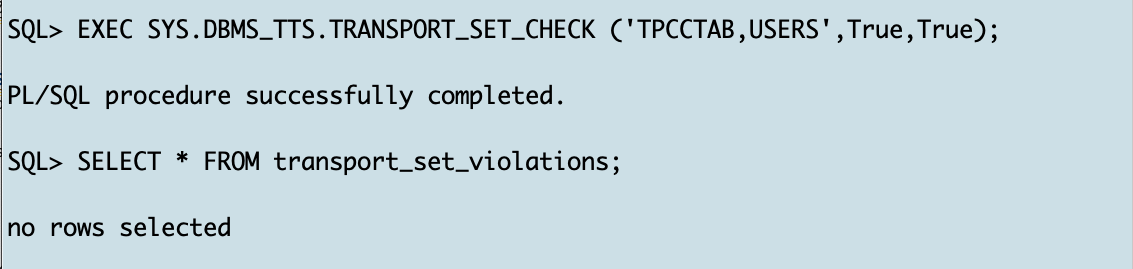 SQL> EXEC SYS.DBMS_TTS.TRANSPORT_SET_CHECK ('TPCCTAB,USERS',True,True);
PL/SQL procedure successfully completed.
SQL> SELECT * FROM transport_set_violations;
no rows selected